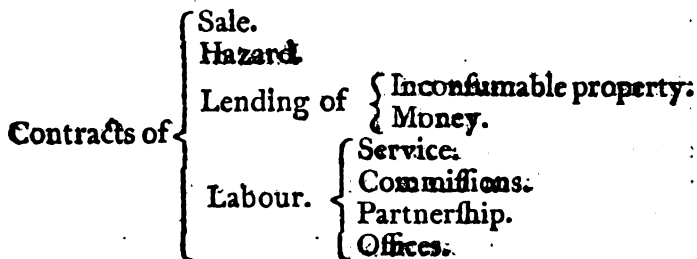 Sale.
Hazard.
Lending of
Inconſumable property.
Money.
Contracts of
Labour.
Service.
Commiſſions.
Partnerſhip.
Offices.